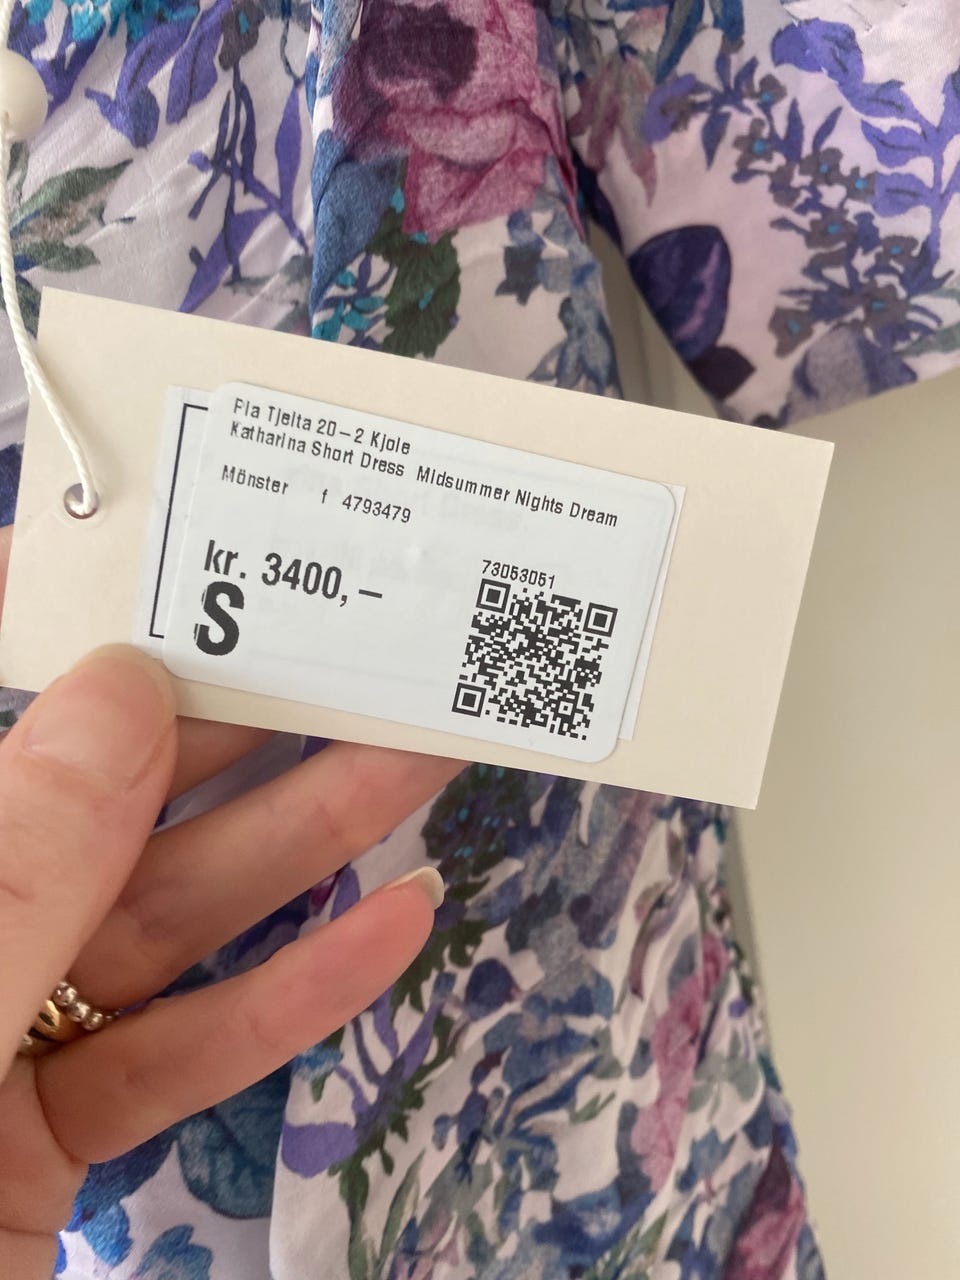 Pia Tjelta 20-2 Kjole
Katharina Short Dress Midsummer Nights Dream
Mönster f 4793479
kr. 3400,-
S
73053051